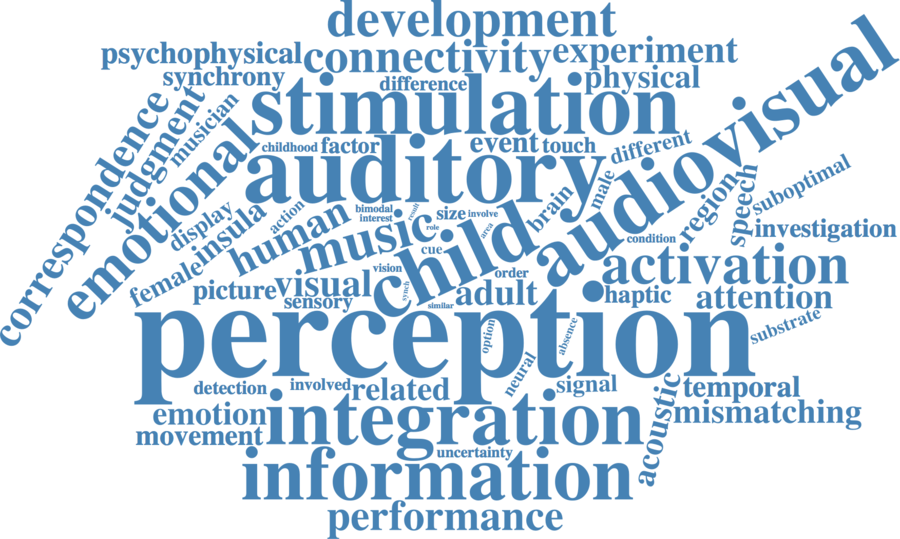 development
psychophysical
connectivity
experiment
synchrony
difference
physical
stimulation
correspondence
judgment
musician
emotional
childhood
factor
event
touch
different
auditory
audiovisual
brain
male
region
speech
suboptimal
display
insula
action
human
bimodal
interest
result
size
involve
role
area
music
cue
child
condition
investigation
female
picture
visual
vision
sensory
synch
order
similar
adult
activation
haptic
attention
perception
option
absence
substrate
detection
involved
related
neural
signal
temporal
emotion
movement
integration
acoustic
mismatching
uncertainty
information
performance